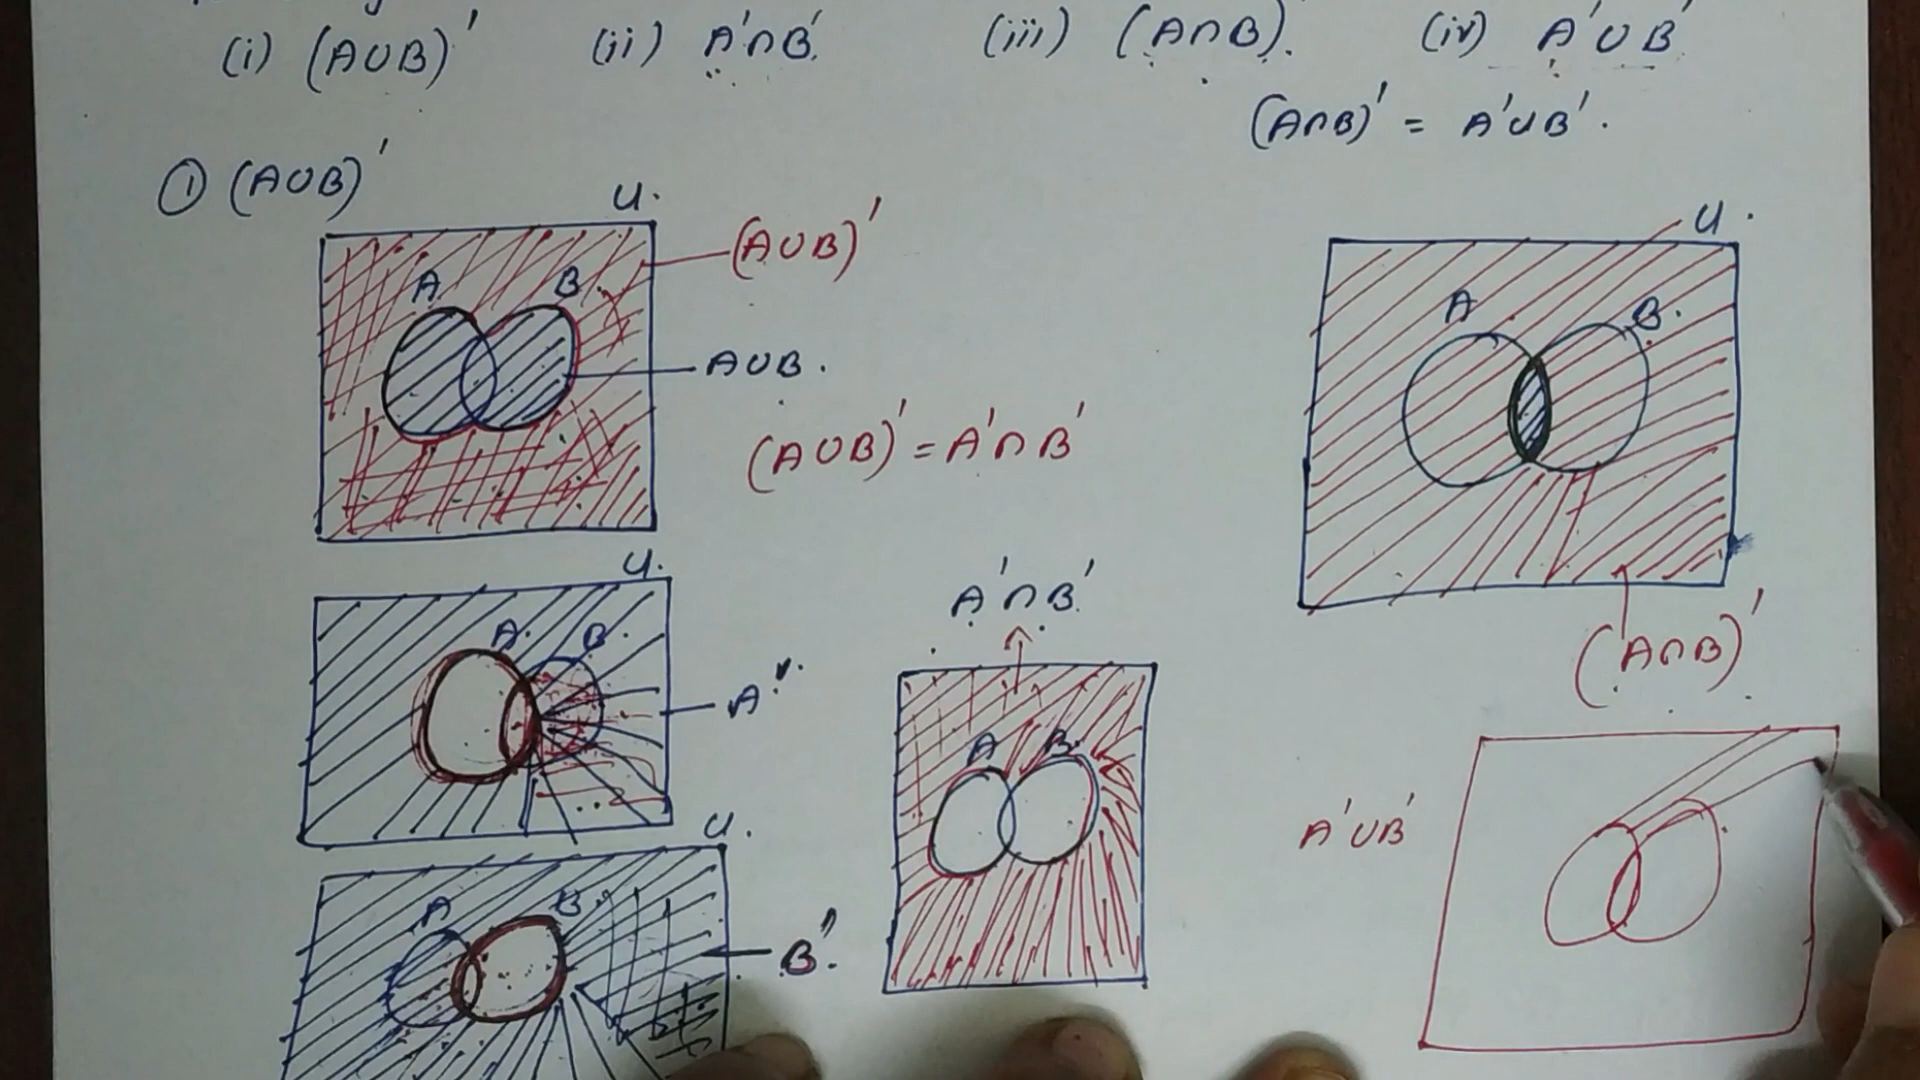 (i) (A∪B)' (ii) A'∩B' (iii) (A∩B)' (iv) A'∪B'
(A∩B)' = A'∪B'.
① (A∪B)'
U.
(A∪B)'
A B
A∪B.
(A∪B)' = A'∩B'
U.
A B.
(A∩B)'
U.
A. B.
A'
A'∩B'
A B
U.
A B
B'
A'∪B'